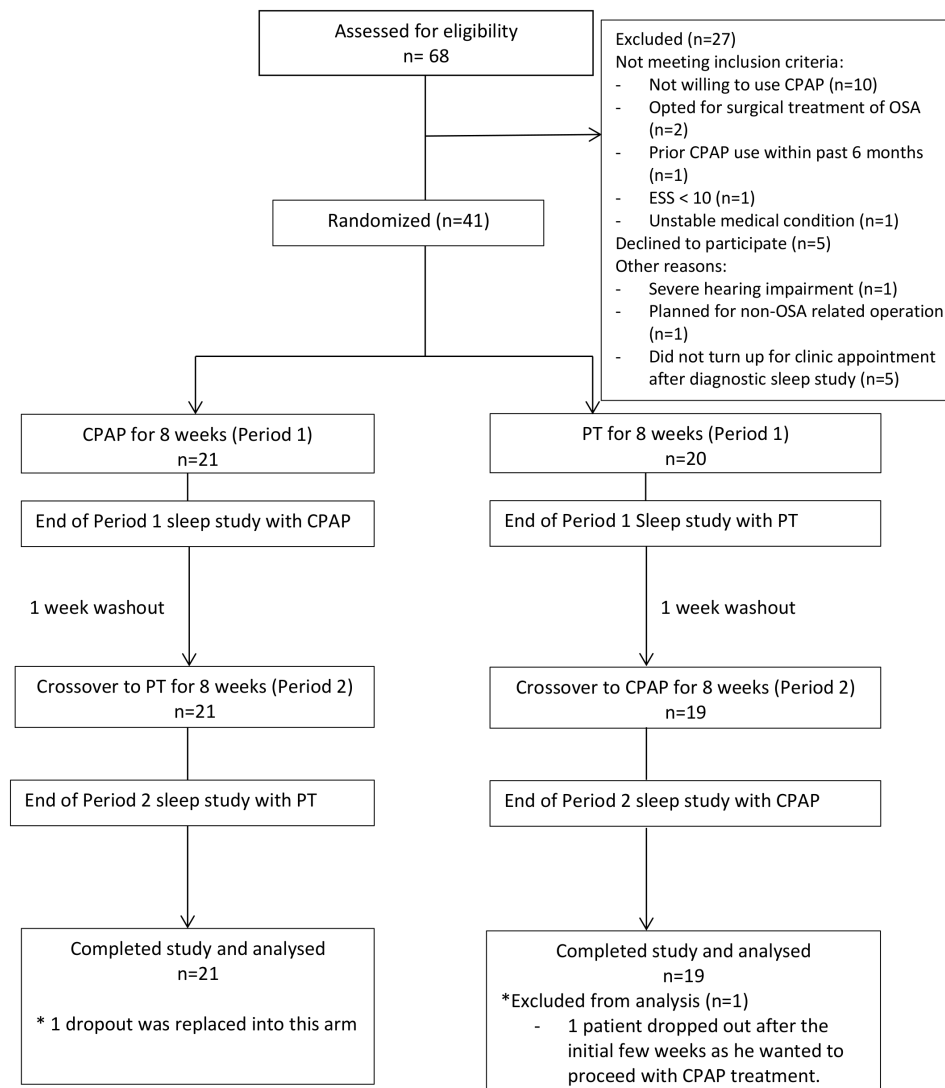 Assessed for eligibility
n= 68
Excluded (n=27)
Not meeting inclusion criteria:
- Not willing to use CPAP (n=10)
- Opted for surgical treatment of OSA
(n=2)
- Prior CPAP use within past 6 months
(n=1)
- ESS < 10 (n=1)
- Unstable medical condition (n=1)
Declined to participate (n=5)
Other reasons:
- Severe hearing impairment (n=1)
- Planned for non-OSA related operation
(n=1)
- Did not turn up for clinic appointment
after diagnostic sleep study (n=5)
Randomized (n=41)
CPAP for 8 weeks (Period 1)
n=21
PT for 8 weeks (Period 1)
n=20
End of Period 1 sleep study with CPAP
End of Period 1 Sleep study with PT
1 week washout
1 week washout
Crossover to PT for 8 weeks (Period 2)
n=21
Crossover to CPAP for 8 weeks (Period 2)
n=19
End of Period 2 sleep study with PT
End of Period 2 sleep study with CPAP
Completed study and analysed
n=21
* 1 dropout was replaced into this arm
Completed study and analysed
n=19
*Excluded from analysis (n=1)
- 1 patient dropped out after the
initial few weeks as he wanted to
proceed with CPAP treatment.